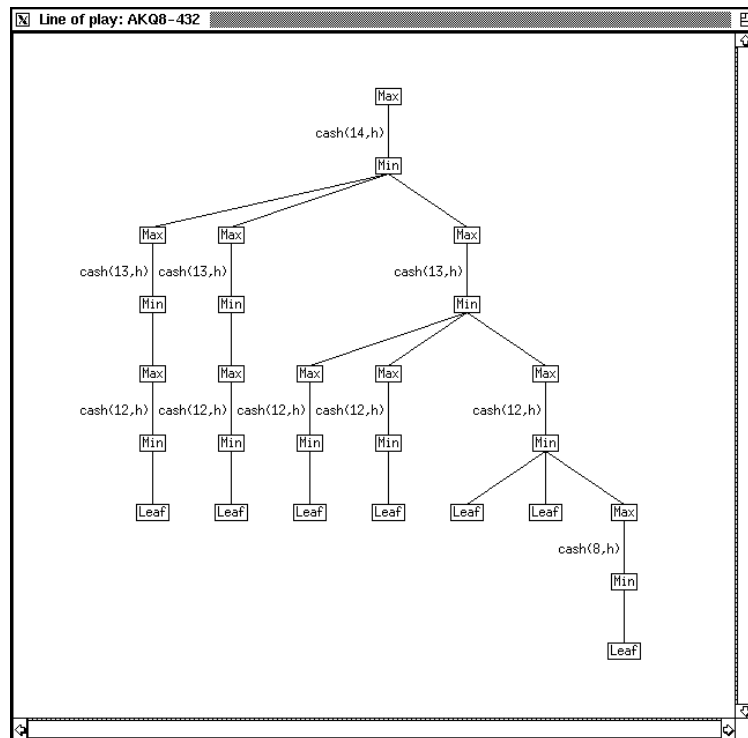 Line of play: AKQ8-432
Max
cash(14,h)
Min
Max Max Max
cash(13,h) cash(13,h) cash(13,h)
Min Min Min
Max Max Max Max Max
cash(12,h) cash(12,h) cash(12,h) cash(12,h) cash(12,h)
Min Min Min Min Min
Leaf Leaf Leaf Leaf Leaf Leaf Max
cash(8,h)
Min
Leaf